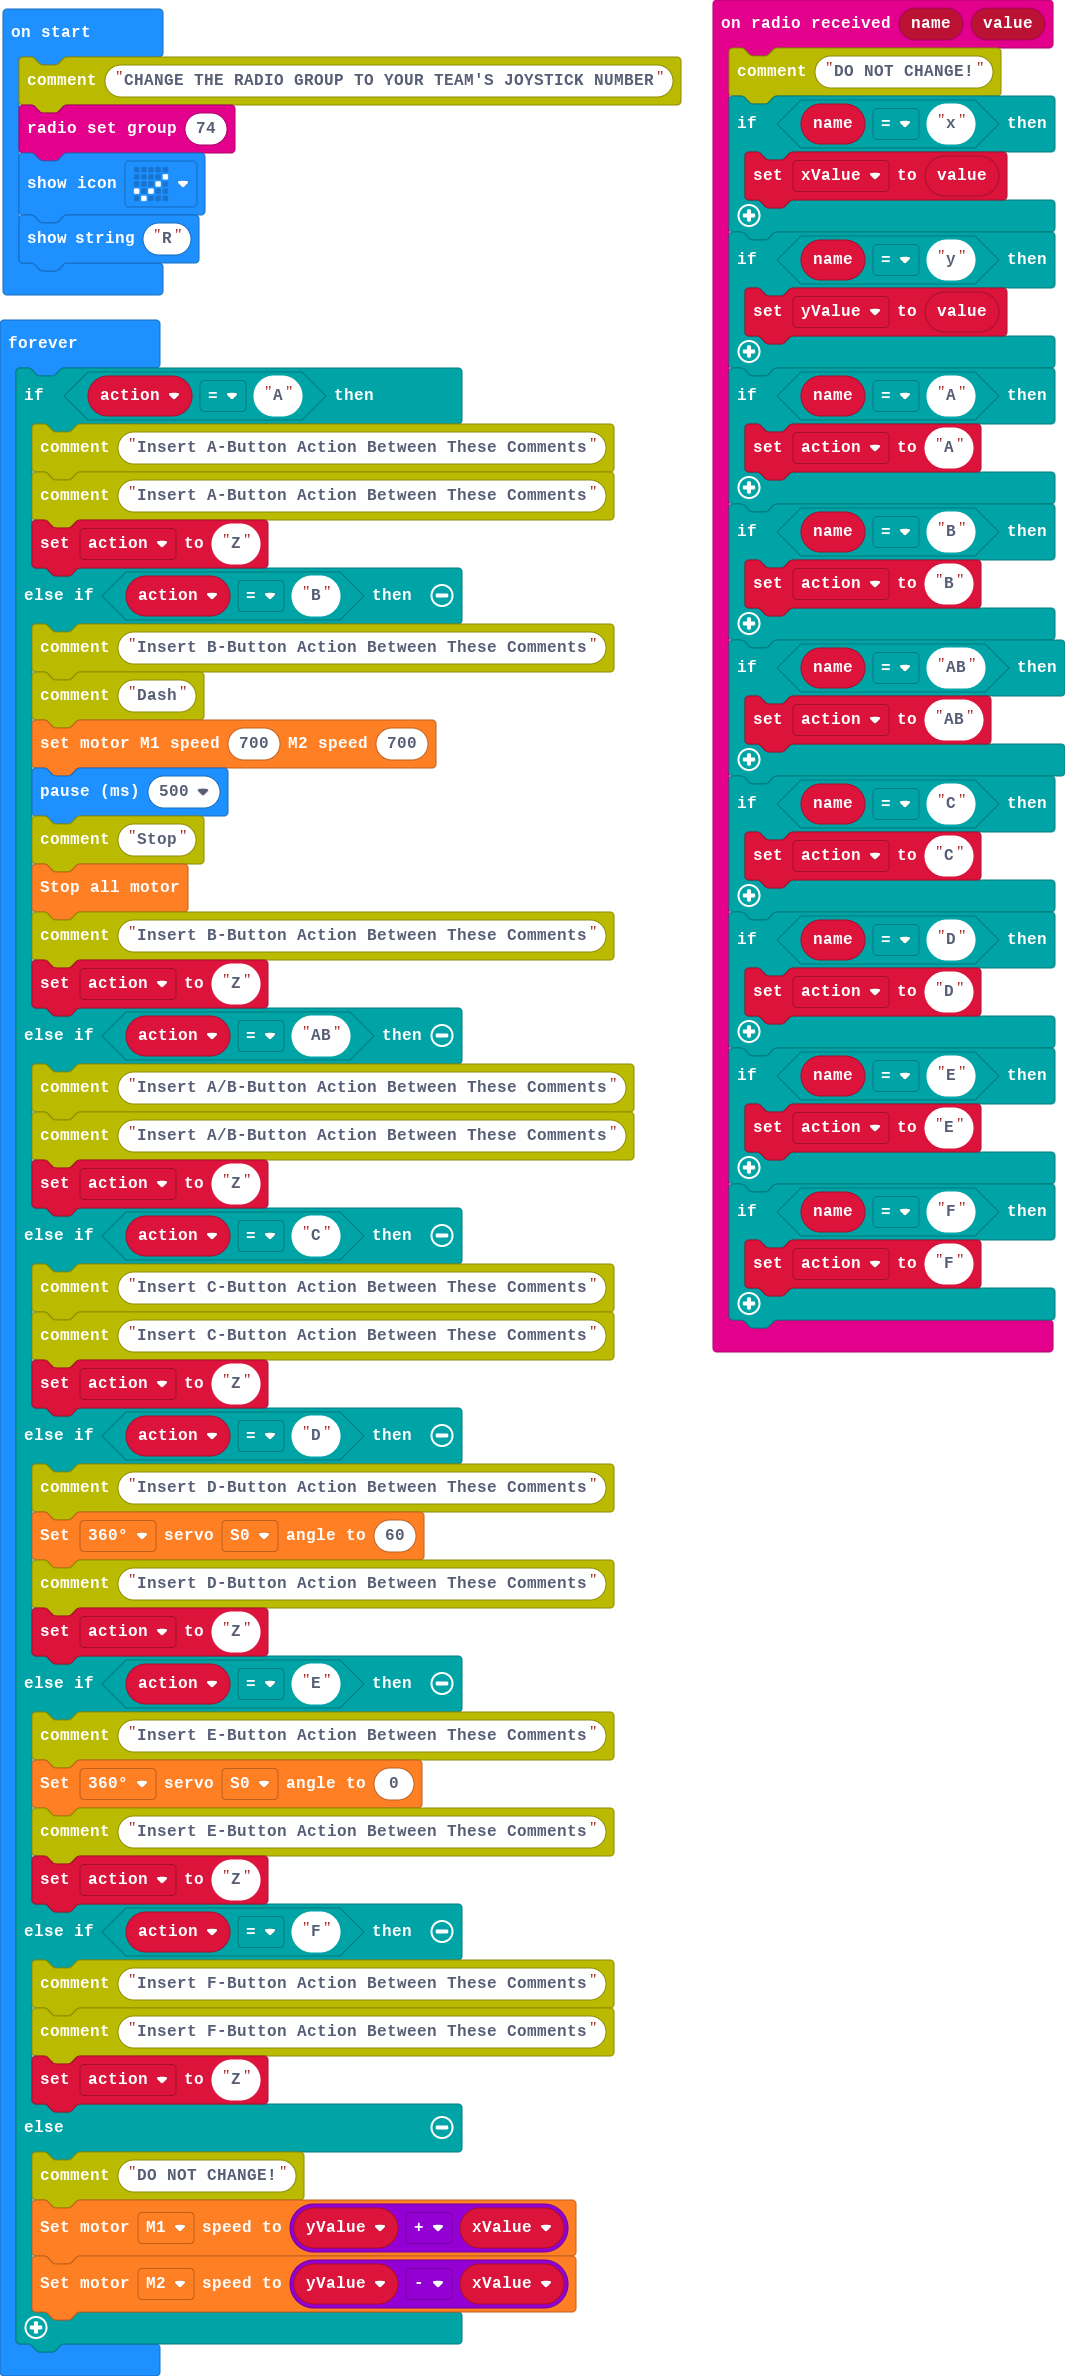 on start
comment "CHANGE THE RADIO GROUP TO YOUR TEAM'S JOYSTICK NUMBER"
radio set group 74
show icon
show string "R"
forever
if action = "A" then
comment "Insert A-Button Action Between These Comments"
comment "Insert A-Button Action Between These Comments"
set action to "Z"
else if action = "B" then
comment "Insert B-Button Action Between These Comments"
comment "Dash"
set motor M1 speed 700 M2 speed 700
pause (ms) 500
comment "Stop"
Stop all motor
comment "Insert B-Button Action Between These Comments"
set action to "Z"
else if action = "AB" then
comment "Insert A/B-Button Action Between These Comments"
comment "Insert A/B-Button Action Between These Comments"
set action to "Z"
else if action = "C" then
comment "Insert C-Button Action Between These Comments"
comment "Insert C-Button Action Between These Comments"
set action to "Z"
else if action = "D" then
comment "Insert D-Button Action Between These Comments"
Set 360° servo S0 angle to 60
comment "Insert D-Button Action Between These Comments"
set action to "Z"
else if action = "E" then
comment "Insert E-Button Action Between These Comments"
Set 360° servo S0 angle to 0
comment "Insert E-Button Action Between These Comments"
set action to "Z"
else if action = "F" then
comment "Insert F-Button Action Between These Comments"
comment "Insert F-Button Action Between These Comments"
set action to "Z"
else
comment "DO NOT CHANGE!"
Set motor M1 speed to yValue + xValue
Set motor M2 speed to yValue - xValue
on radio received name value
comment "DO NOT CHANGE!"
if name = "x" then
set xValue to value
if name = "y" then
set yValue to value
if name = "A" then
set action to "A"
if name = "B" then
set action to "B"
if name = "AB" then
set action to "AB"
if name = "C" then
set action to "C"
if name = "D" then
set action to "D"
if name = "E" then
set action to "E"
if name = "F" then
set action to "F"